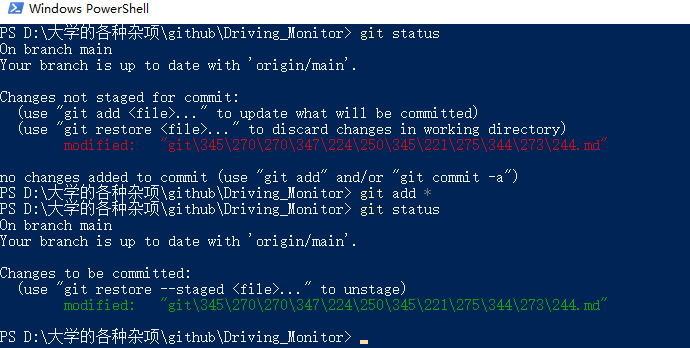 Windows PowerShell
PS D:\大学的各种杂项\github\Driving_Monitor> git status
On branch main
Your branch is up to date with 'origin/main'.
Changes not staged for commit:
(use "git add <file>..." to update what will be committed)
(use "git restore <file>..." to discard changes in working directory)
modified: "git\345\270\270\347\224\250\345\221\275\344\273\244.md"
no changes added to commit (use "git add" and/or "git commit -a")
PS D:\大学的各种杂项\github\Driving_Monitor> git add *
PS D:\大学的各种杂项\github\Driving_Monitor> git status
On branch main
Your branch is up to date with 'origin/main'.
Changes to be committed:
(use "git restore --staged <file>..." to unstage)
modified: "git\345\270\270\347\224\250\345\221\275\344\273\244.md"
PS D:\大学的各种杂项\github\Driving_Monitor>